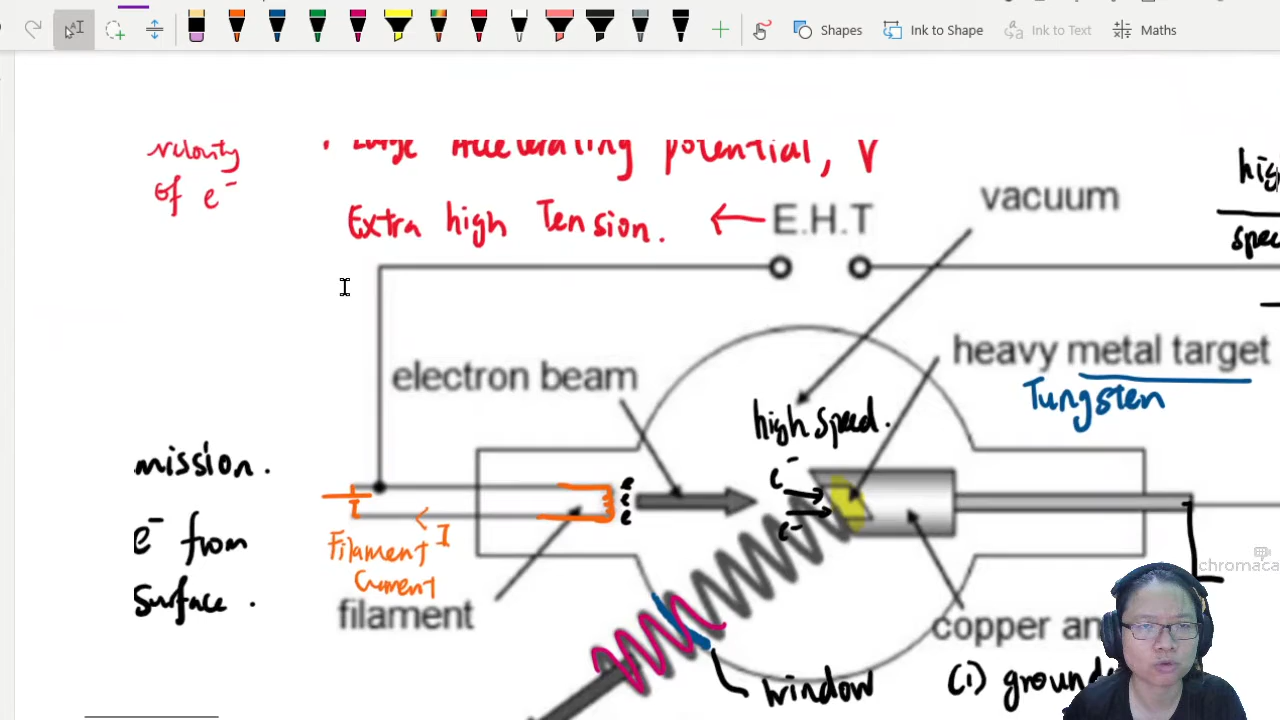 Shapes
Ink to Shape
Ink to Text
Maths
velocity
of e⁻
• Large Accelerating potential, V
Extra high Tension. ← E.H.T
vacuum
electron beam
heavy metal target
Tungsten
high speed.
mission.
e⁻ from
surface.
e
e
e
e⁻
e⁻
I
Filament
Current
filament
copper an
(i) ground
window
chromaca